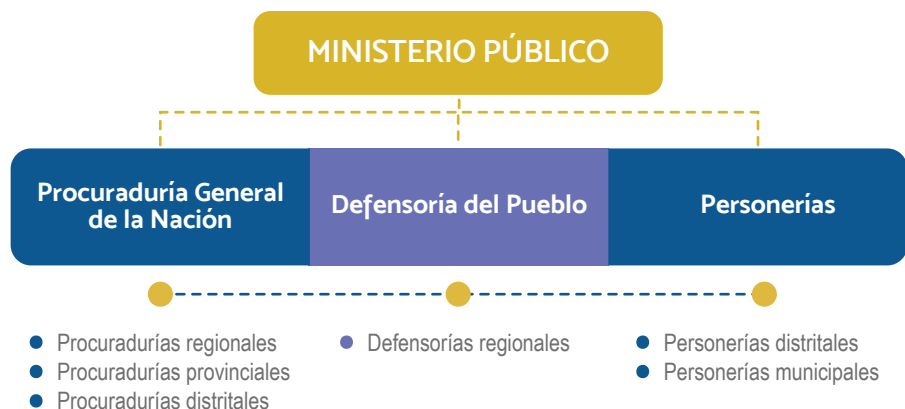 MINISTERIO PÚBLICO
Procuraduría General
de la Nación
Defensoría del Pueblo
Personerías
Procuradurías regionales
Procuradurías provinciales
Procuradurías distritales
Defensorías regionales
Personerías distritales
Personerías municipales